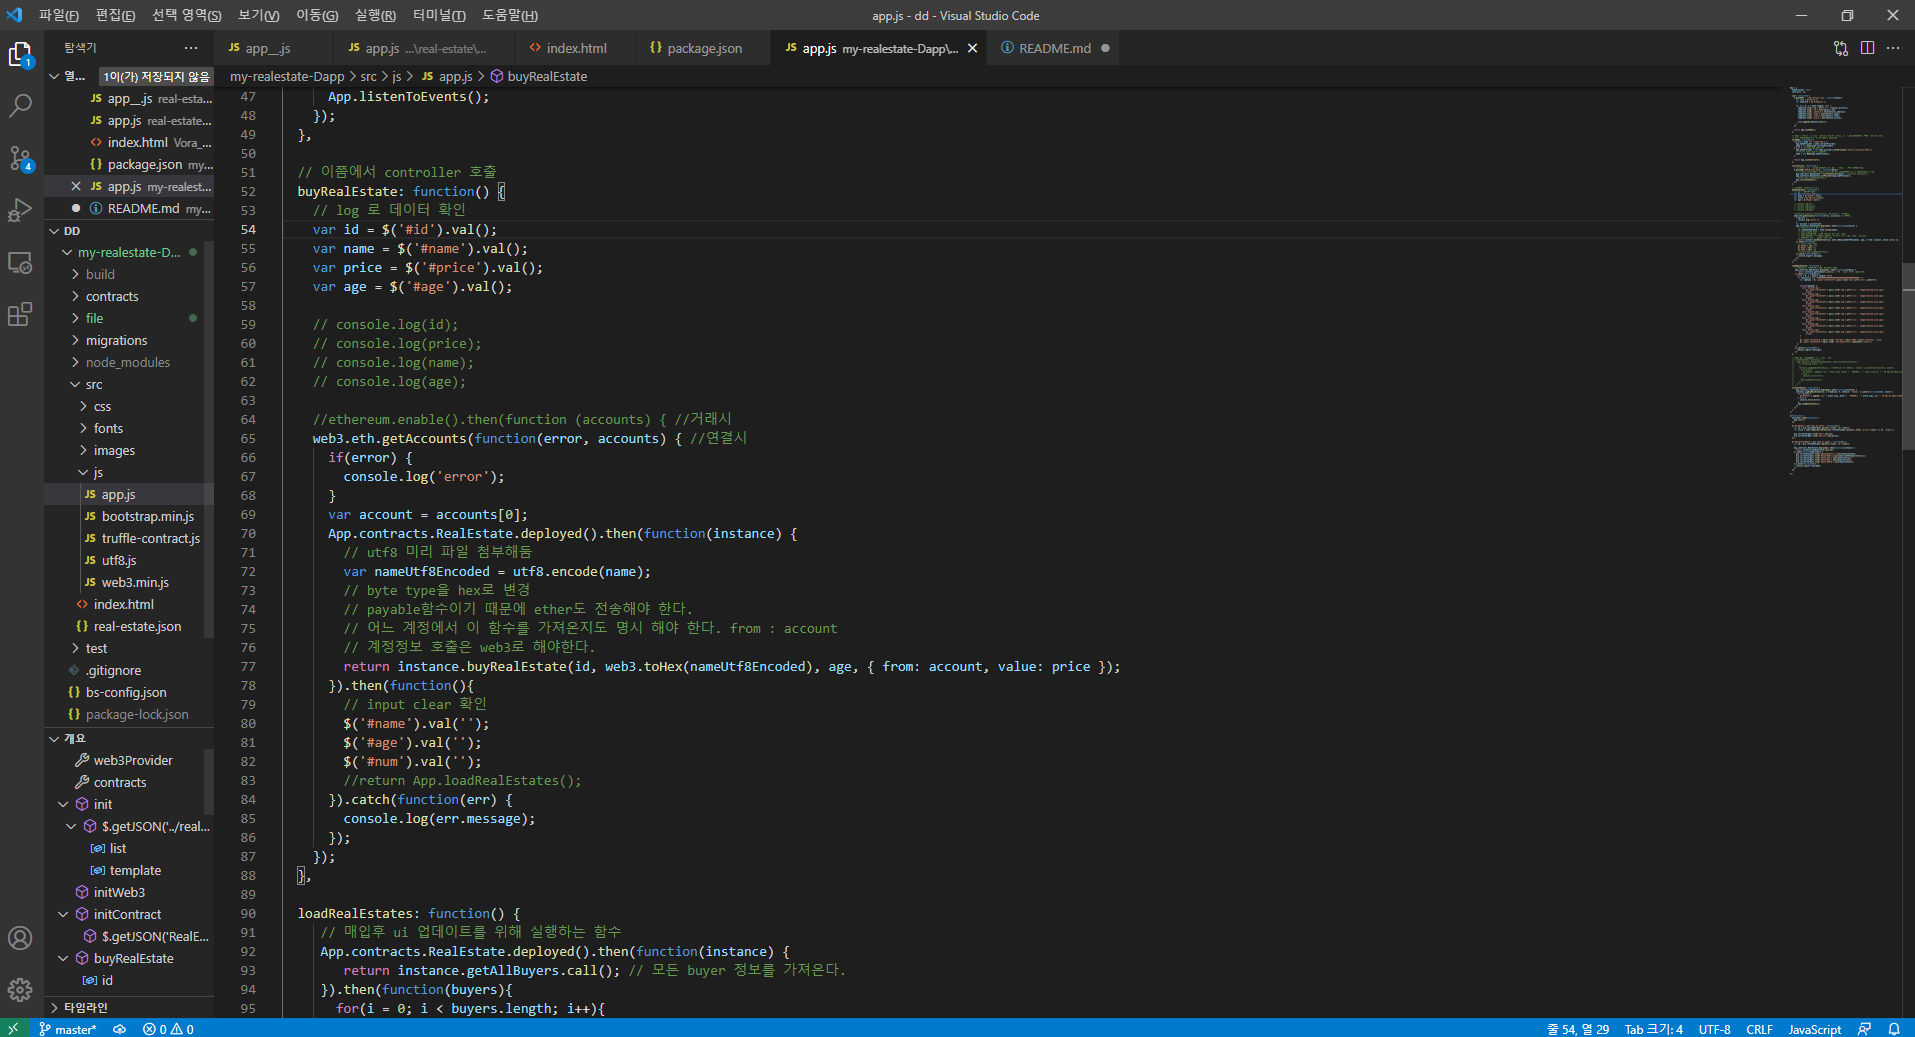 파일(F) 편집(E) 선택 영역(S) 보기(V) 이동(G) 실행(R) 터미널(T) 도움말(H)
app.js - dd - Visual Studio Code
탐색기
app__.js
app.js ...\real-estate\...
index.html
package.json
app.js my-realestate-Dapp\...
README.md
my-realestate-Dapp > src > js > app.js > buyRealEstate
1
4
열... 1이(가) 저장되지 않음
app__.js real-esta...
app.js real-estate...
index.html Vora_...
package.json my...
app.js my-realest...
README.md my...
DD
my-realestate-D...
build
contracts
file
migrations
node_modules
src
css
fonts
images
js
app.js
bootstrap.min.js
truffle-contract.js
utf8.js
web3.min.js
index.html
real-estate.json
test
.gitignore
bs-config.json
package-lock.json
개요
web3Provider
contracts
init
$.getJSON('../real...
list
template
initWeb3
initContract
$.getJSON('RealE...
buyRealEstate
id
타임라인
47 App.listenToEvents();
48 });
49 },
50
51 // 이쯤에서 controller 호출
52 buyRealEstate: function() {
53 // log 로 데이터 확인
54 var id = $('#id').val();
55 var name = $('#name').val();
56 var price = $('#price').val();
57 var age = $('#age').val();
58
59 // console.log(id);
60 // console.log(price);
61 // console.log(name);
62 // console.log(age);
63
64 //ethereum.enable().then(function (accounts) { //거래시
65 web3.eth.getAccounts(function(error, accounts) { //연결시
66 if(error) {
67 console.log('error');
68 }
69 var account = accounts[0];
70 App.contracts.RealEstate.deployed().then(function(instance) {
71 // utf8 미리 파일 첨부해둠
72 var nameUtf8Encoded = utf8.encode(name);
73 // byte type을 hex로 변경
74 // payable함수이기 때문에 ether도 전송해야 한다.
75 // 어느 계정에서 이 함수를 가져온지도 명시 해야 한다. from : account
76 // 계정정보 호출은 web3로 해야한다.
77 return instance.buyRealEstate(id, web3.toHex(nameUtf8Encoded), age, { from: account, value: price });
78 }).then(function(){
79 // input clear 확인
80 $('#name').val('');
81 $('#age').val('');
82 $('#num').val('');
83 //return App.loadRealEstates();
84 }).catch(function(err) {
85 console.log(err.message);
86 });
87 });
88 },
89
90 loadRealEstates: function() {
91 // 매입후 ui 업데이트를 위해 실행하는 함수
92 App.contracts.RealEstate.deployed().then(function(instance) {
93 return instance.getAllBuyers.call(); // 모든 buyer 정보를 가져온다.
94 }).then(function(buyers){
95 for(i = 0; i < buyers.length; i++){
master* 0 0 줄 54, 열 29 Tab 크기: 4 UTF-8 CRLF JavaScript